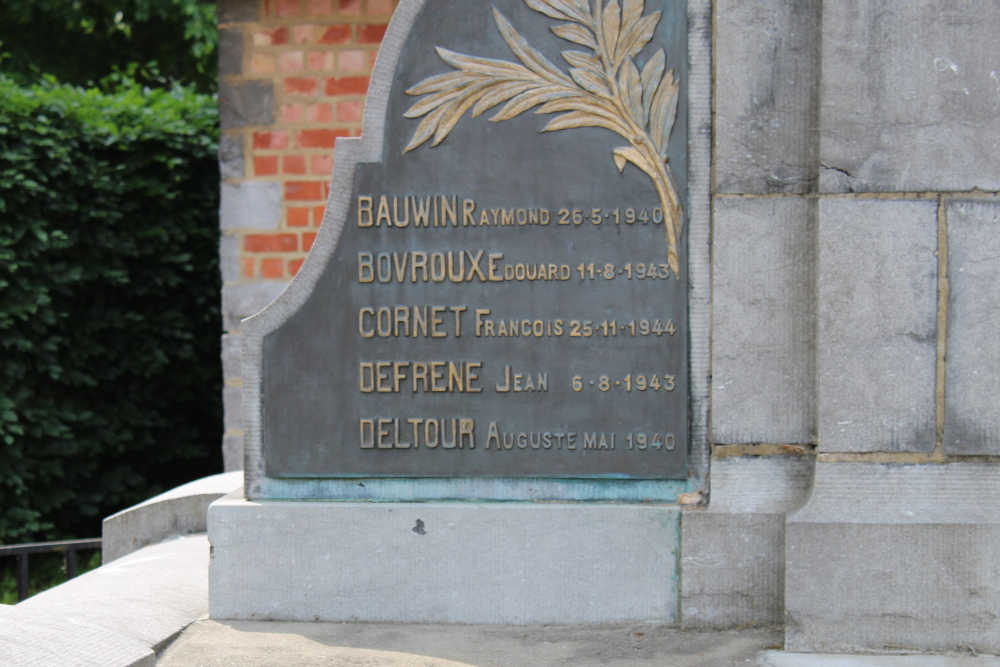 BAUWIN RAYMOND 26-5-1940
BOVROUX EDOUARD 11-8-1943
CORNET FRANCOIS 25-11-1944
DEFRENE JEAN 6-8-1943
DELTOUR AUGUSTE MAI 1940